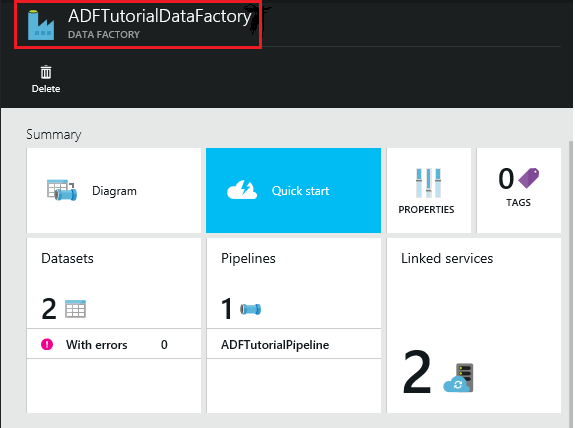 ADFTutorialDataFactory
DATA FACTORY
Delete
Summary
Diagram
Quick start
PROPERTIES
0
TAGS
Datasets
2
With errors 0
Pipelines
1
ADFTutorialPipeline
Linked services
2